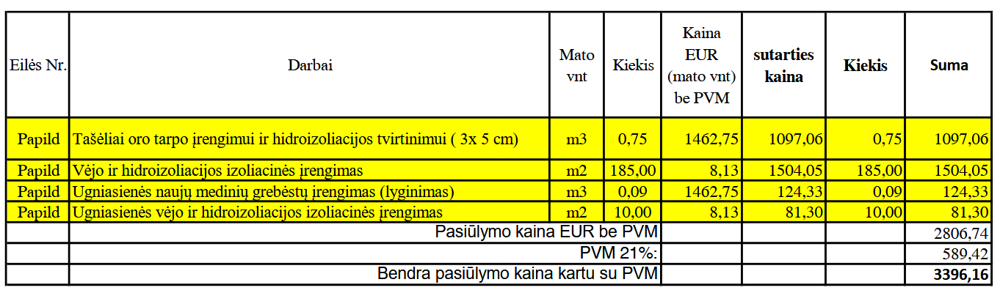 Eilės Nr. Darbai Mato vnt Kiekis Kaina EUR (mato vnt) be PVM sutarties kaina Kiekis Suma
Papild Tašėliai oro tarpo įrengimui ir hidroizoliacijos tvirtinimui ( 3x 5 cm) m3 0,75 1462,75 1097,06 0,75 1097,06
Papild Vėjo ir hidroizoliacijos izoliacinės įrengimas m2 185,00 8,13 1504,05 185,00 1504,05
Papild Ugniasienės naujų medinių grebėstų įrengimas (lyginimas) m3 0,09 1462,75 124,33 0,09 124,33
Papild Ugniasienės vėjo ir hidroizoliacijos izoliacinės įrengimas m2 10,00 8,13 81,30 10,00 81,30
Pasiūlymo kaina EUR be PVM 2806,74
PVM 21%: 589,42
Bendra pasiūlymo kaina kartu su PVM 3396,16